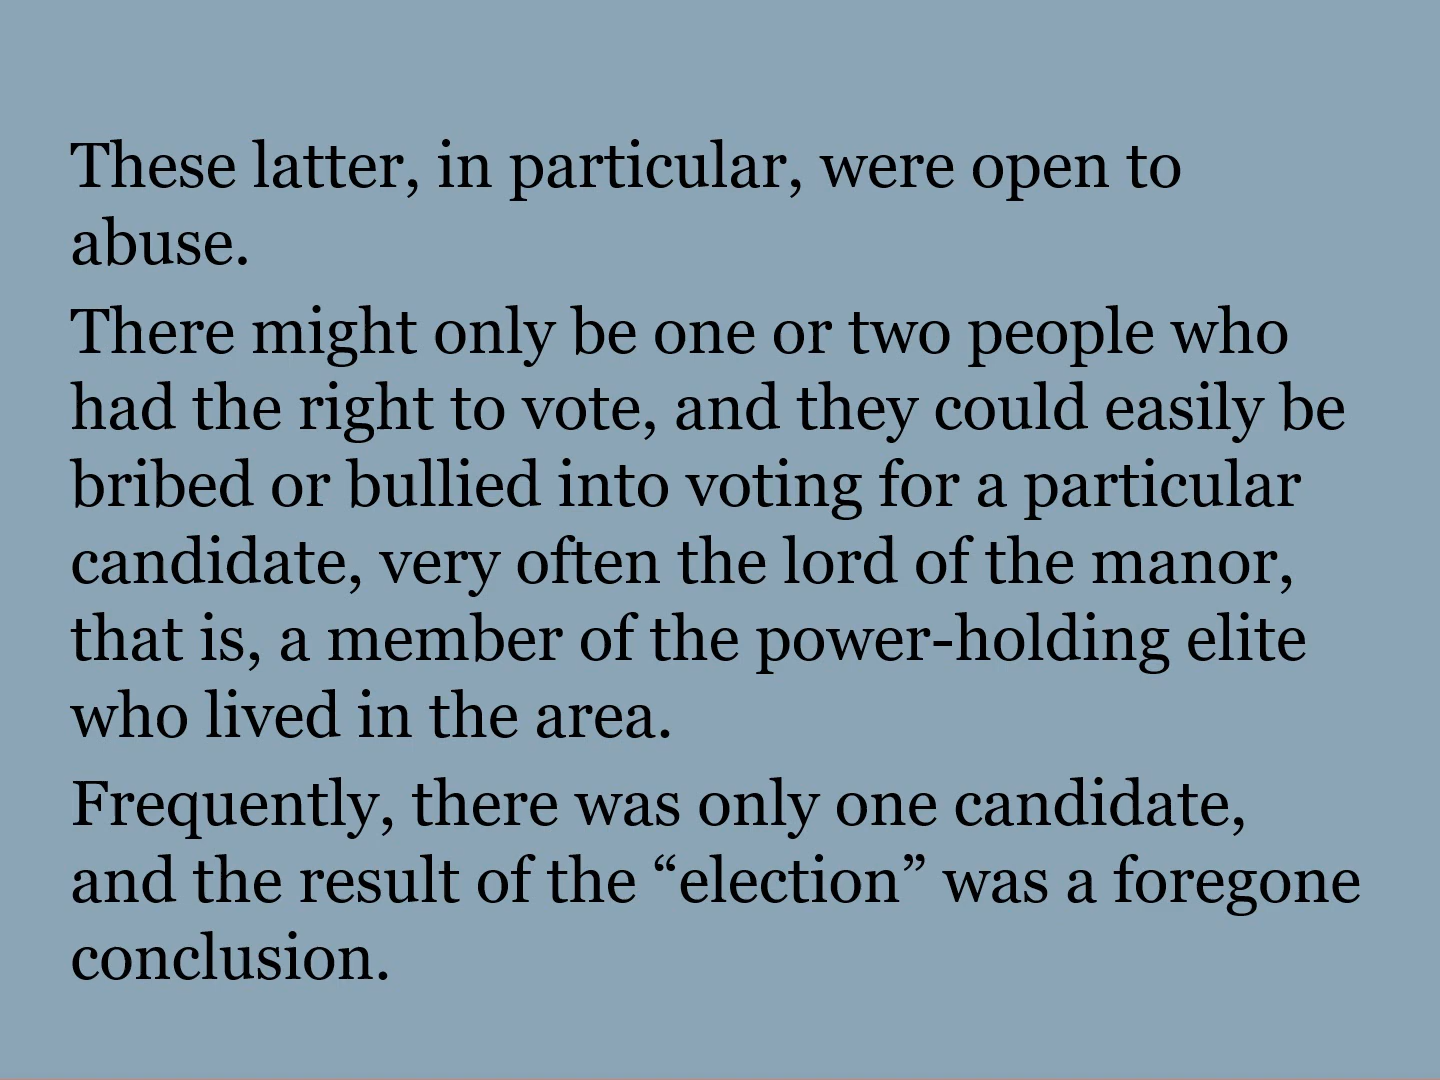 These latter, in particular, were open to
abuse.
There might only be one or two people who
had the right to vote, and they could easily be
bribed or bullied into voting for a particular
candidate, very often the lord of the manor,
that is, a member of the power-holding elite
who lived in the area.
Frequently, there was only one candidate,
and the result of the “election” was a foregone
conclusion.